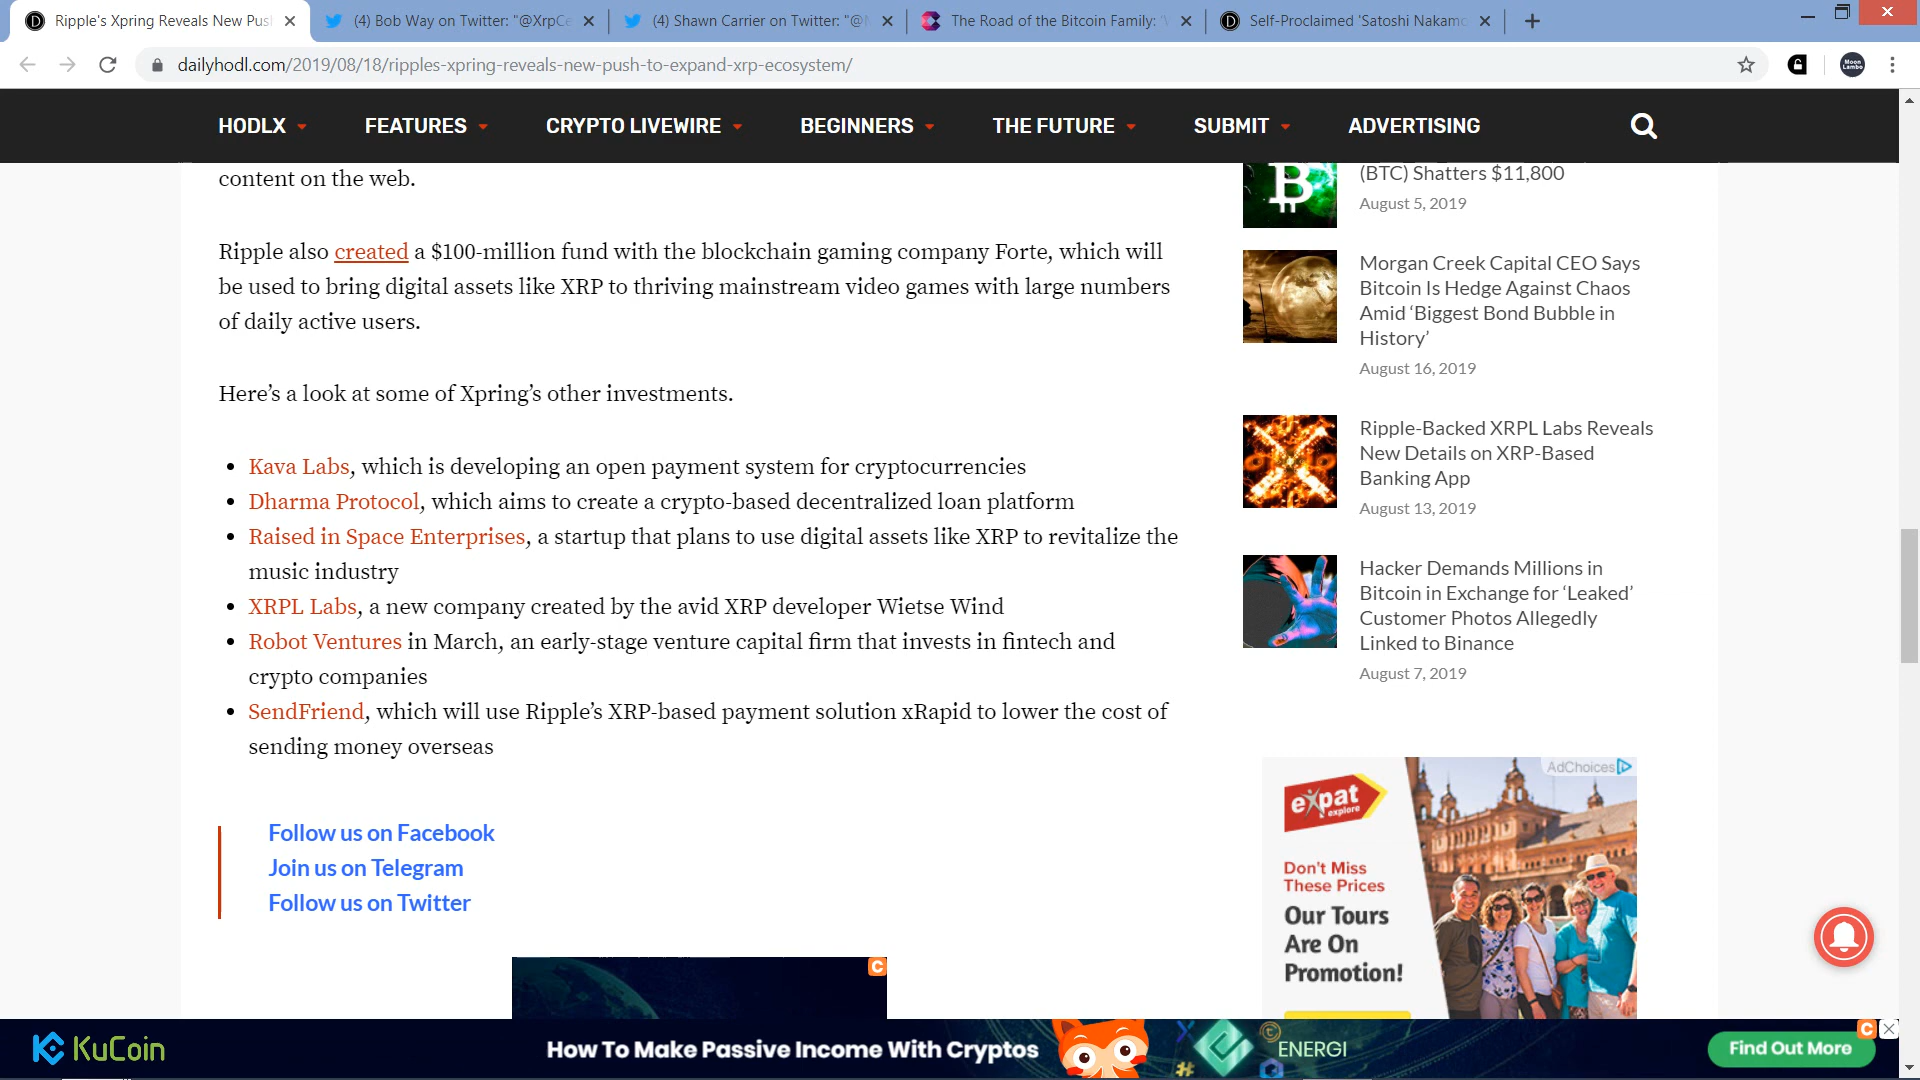 Ripple's Xpring Reveals New Pus
(4) Bob Way on Twitter: "@XrpCe
(4) Shawn Carrier on Twitter: "@
The Road of the Bitcoin Family: '
Self-Proclaimed 'Satoshi Nakamo
dailyhodl.com/2019/08/18/ripples-xpring-reveals-new-push-to-expand-xrp-ecosystem/
Moon Lambo
HODLX FEATURES CRYPTO LIVEWIRE BEGINNERS THE FUTURE SUBMIT ADVERTISING
content on the web.
Ripple also created a $100-million fund with the blockchain gaming company Forte, which will
be used to bring digital assets like XRP to thriving mainstream video games with large numbers
of daily active users.
Here's a look at some of Xpring's other investments.
• Kava Labs, which is developing an open payment system for cryptocurrencies
• Dharma Protocol, which aims to create a crypto-based decentralized loan platform
• Raised in Space Enterprises, a startup that plans to use digital assets like XRP to revitalize the
music industry
• XRPL Labs, a new company created by the avid XRP developer Wietse Wind
• Robot Ventures in March, an early-stage venture capital firm that invests in fintech and
crypto companies
• SendFriend, which will use Ripple's XRP-based payment solution xRapid to lower the cost of
sending money overseas
Follow us on Facebook
Join us on Telegram
Follow us on Twitter
(BTC) Shatters $11,800
August 5, 2019
Morgan Creek Capital CEO Says
Bitcoin Is Hedge Against Chaos
Amid 'Biggest Bond Bubble in
History'
August 16, 2019
Ripple-Backed XRPL Labs Reveals
New Details on XRP-Based
Banking App
August 13, 2019
Hacker Demands Millions in
Bitcoin in Exchange for 'Leaked'
Customer Photos Allegedly
Linked to Binance
August 7, 2019
AdChoices
expat
explore
Don't Miss
These Prices
Our Tours
Are On
Promotion!
KuCoin
How To Make Passive Income With Cryptos
ENERGI
Find Out More